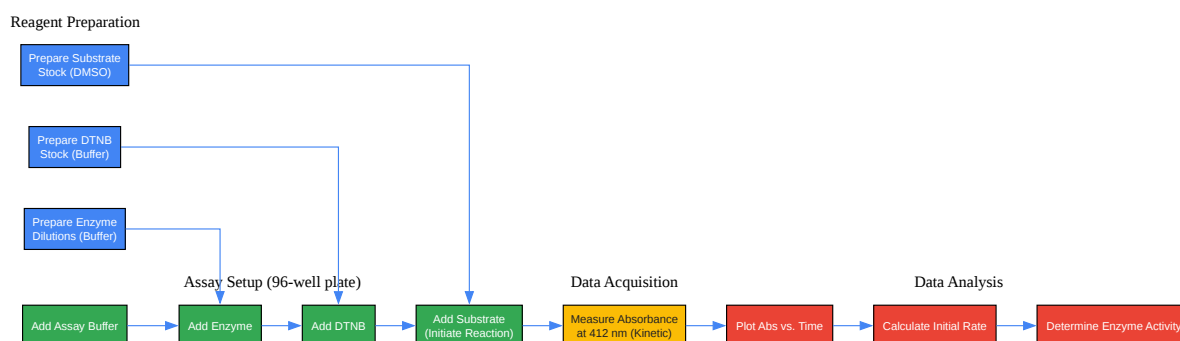 Reagent Preparation
Prepare Substrate
Stock (DMSO)
Prepare DTNB
Stock (Buffer)
Prepare Enzyme
Dilutions (Buffer)
Assay Setup (96-well plate)
Data Acquisition
Data Analysis
Add Assay Buffer
Add Enzyme
Add DTNB
Add Substrate
(Initiate Reaction)
Measure Absorbance
at 412 nm (Kinetic)
Plot Abs vs. Time
Calculate Initial Rate
Determine Enzyme Activity